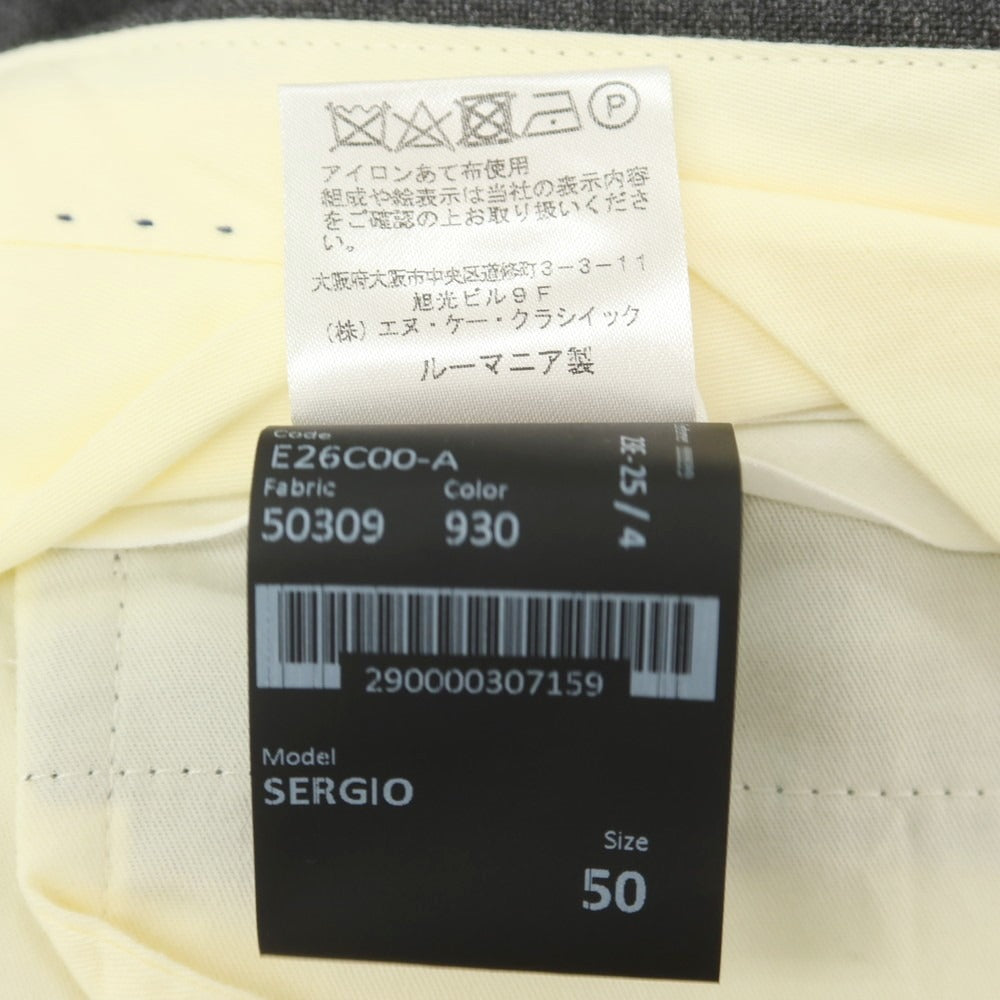 P
アイロンあて布使用
組成や絵表示は当社の表示内容
をご確認の上お取り扱いくださ
い。
大阪府大阪市中央区道修町3-3-11
旭光ビル9F
(株)エヌ・ケー・クラシイック
ルーマニア製
Code
E26C00-A
Fabric Color
50309 930
26-25/4
290000307159
Model
SERGIO
Size
50